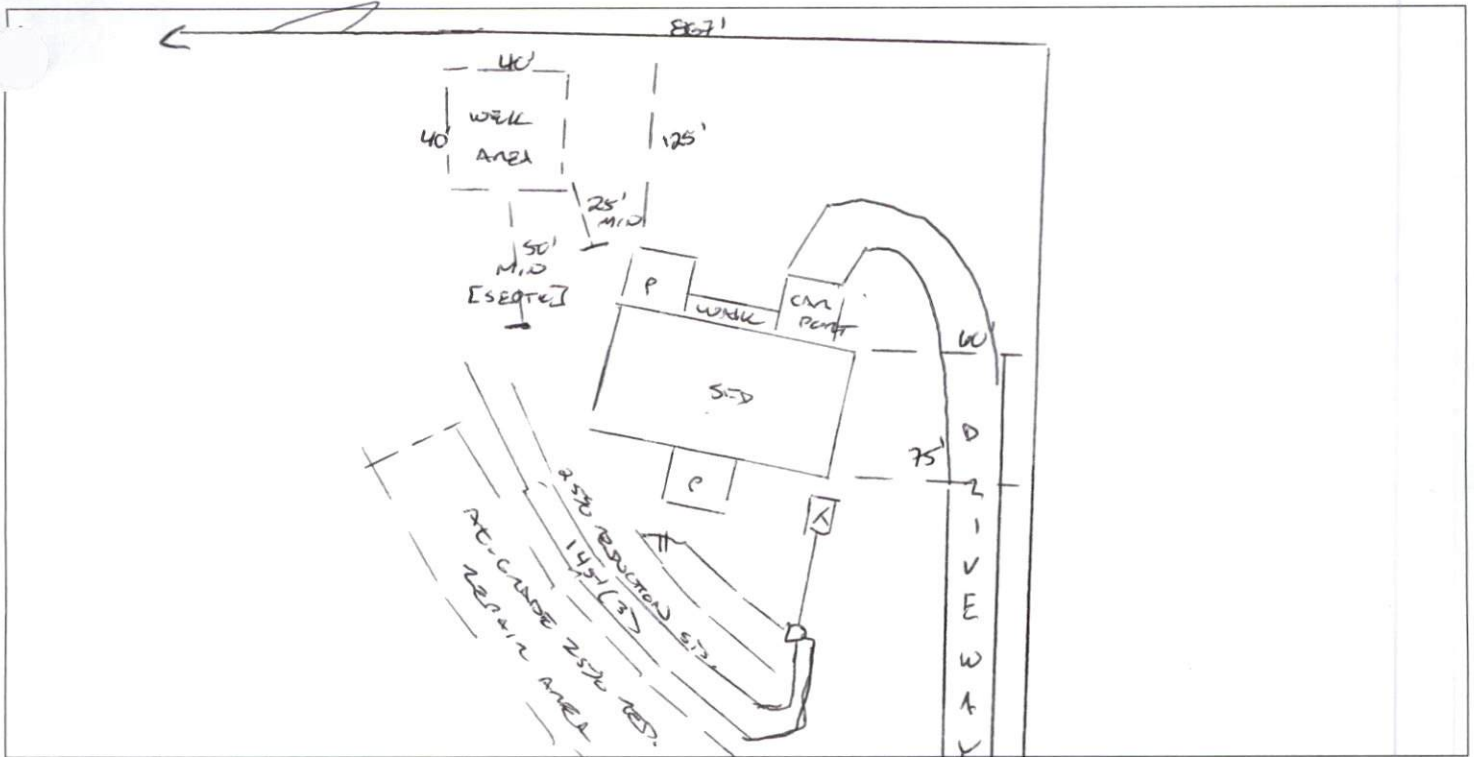 867'
40'
WELL
AREA
40'
125'
25'
MIN
50'
MIN
[SEPTIC]
P
WALK
CAR
PORT
60'
SFD
75'
P
DRIVEWAY
25% REDUCTION SYS.
145' (3)
AT-GRADE 25% RED.
REPAIR AREA